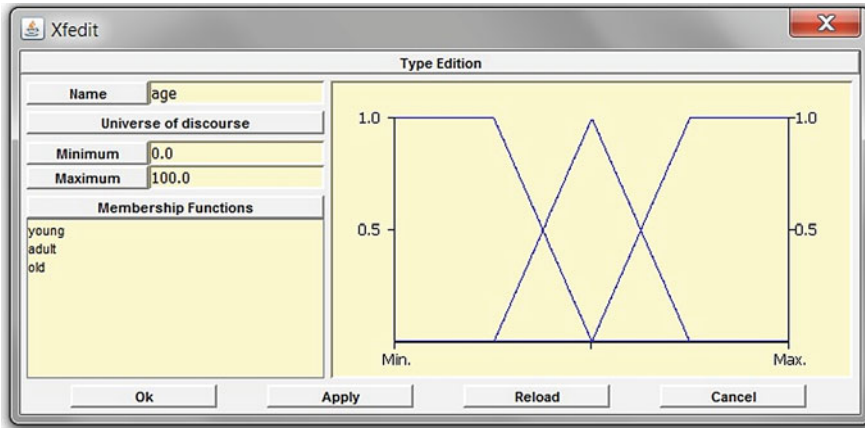 Xfedit
Type Edition
Name age
Universe of discourse
Minimum 0.0
Maximum 100.0
Membership Functions
young
adult
old
1.0 1.0
0.5 0.5
Min. Max.
Ok Apply Reload Cancel